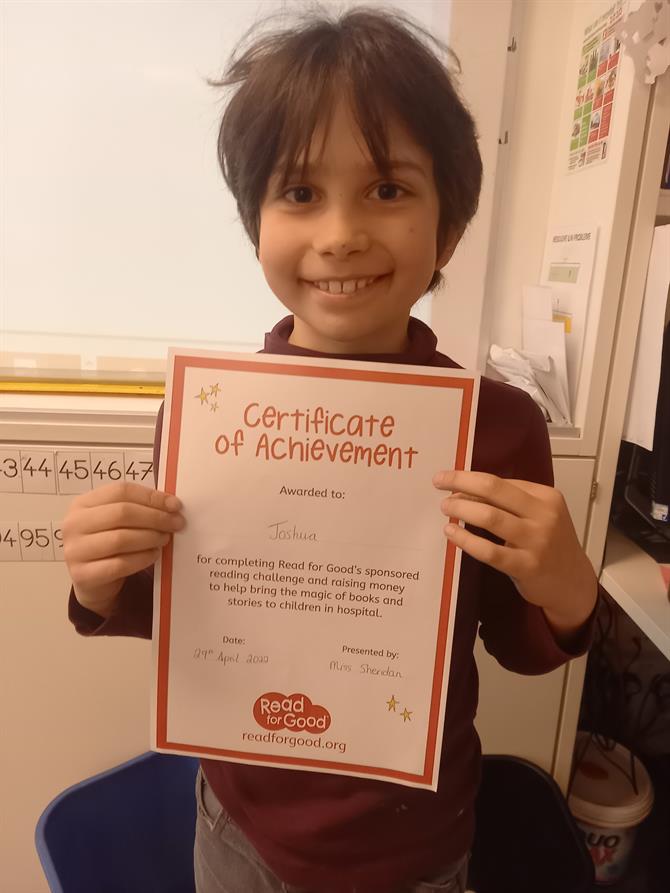 Certificate
of Achievement
Awarded to:
Joshua
for completing Read for Good's sponsored
reading challenge and raising money
to help bring the magic of books and
stories to children in hospital.
Date:
29th April 2022
Presented by:
Miss Sheridan
Read
for Good
readforgood.org
43 44 45 46 47
94 95